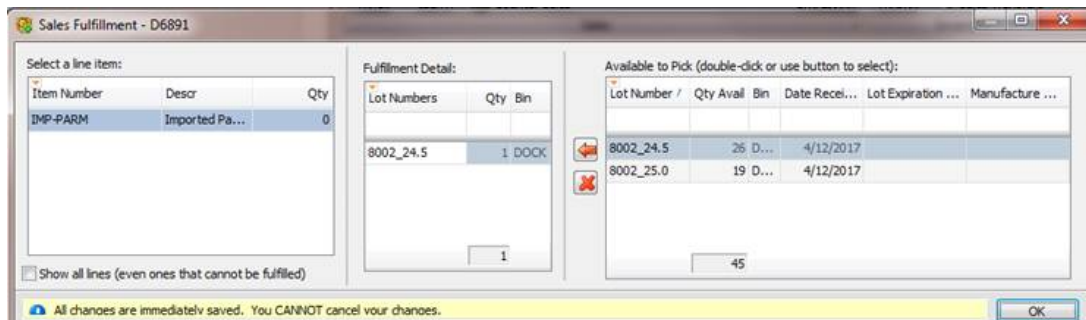 Sales Fulfillment - D6891
Select a line item:
Item Number Descr Qty
IMP-PARM Imported Pa... 0
Show all lines (even ones that cannot be fulfilled)
Fulfillment Detail:
Lot Numbers Qty Bin
8002_24.5 1 DOCK
1
Available to Pick (double-click or use button to select):
Lot Number / Qty Avail Bin Date Recei... Lot Expiration ... Manufacture ...
8002_24.5 26 D... 4/12/2017
8002_25.0 19 D... 4/12/2017
45
All changes are immediately saved. You CANNOT cancel your changes.
OK